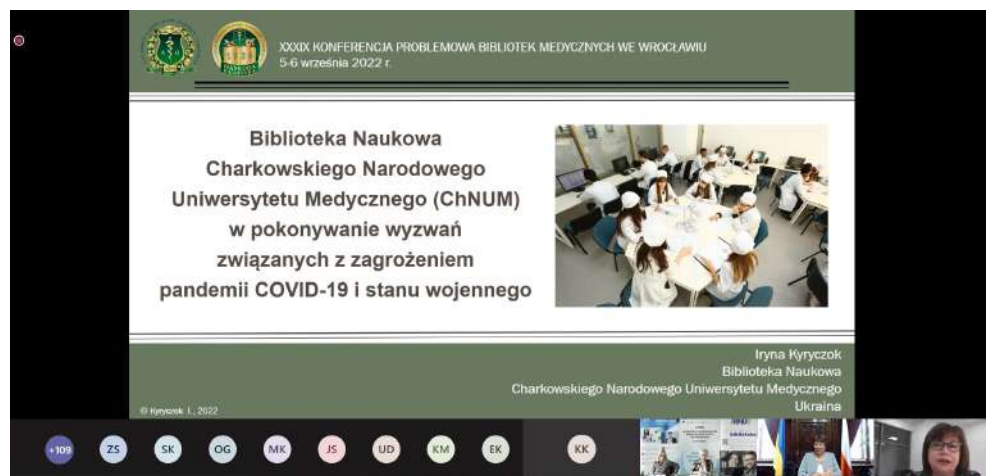 XXXIX KONFERENCJA PROBLEMOWA BIBLIOTEK MEDYCZNYCH WE WROCŁAWIU
5-6 września 2022 r.
Biblioteka Naukowa
Charkowskiego Narodowego
Uniwersytetu Medycznego (ChNUM)
w pokonywanie wyzwań
związanych z zagrożeniem
pandemii COVID-19 i stanu wojennego
Iryna Kyryczok
Biblioteka Naukowa
Charkowskiego Narodowego Uniwersytetu Medycznego
Ukraina
© Kyryczok I., 2022
+109 ZS SK OG MK JS UD KM EK KK